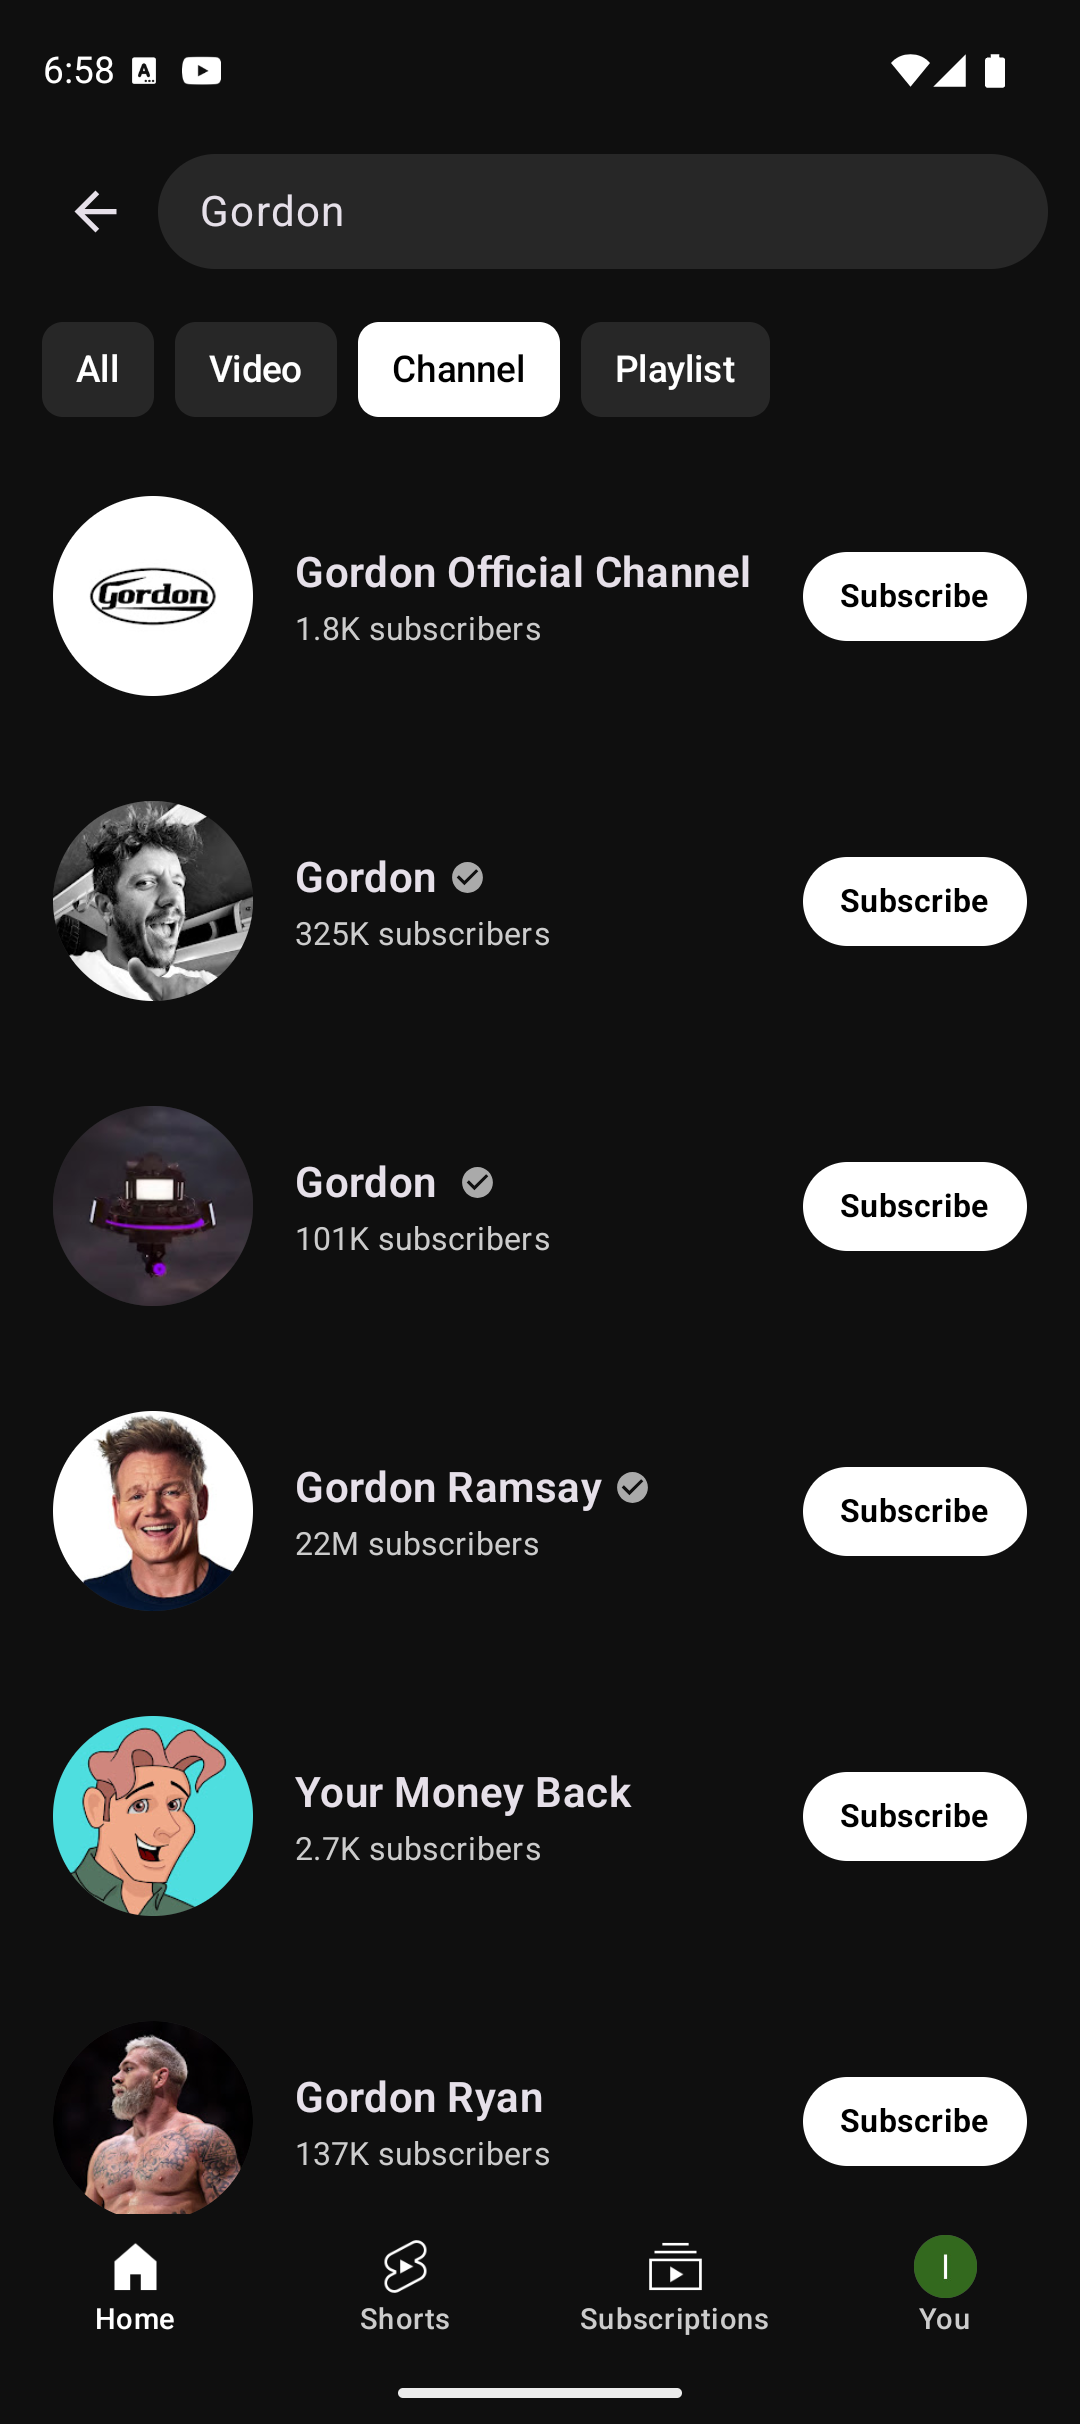 6:58
Gordon
All
Video
Channel
Playlist
Gordon
Gordon Official Channel
1.8K subscribers
Subscribe
Gordon
325K subscribers
Subscribe
Gordon
101K subscribers
Subscribe
Gordon Ramsay
22M subscribers
Subscribe
Your Money Back
2.7K subscribers
Subscribe
Gordon Ryan
137K subscribers
Subscribe
Home
Shorts
Subscriptions
I
You